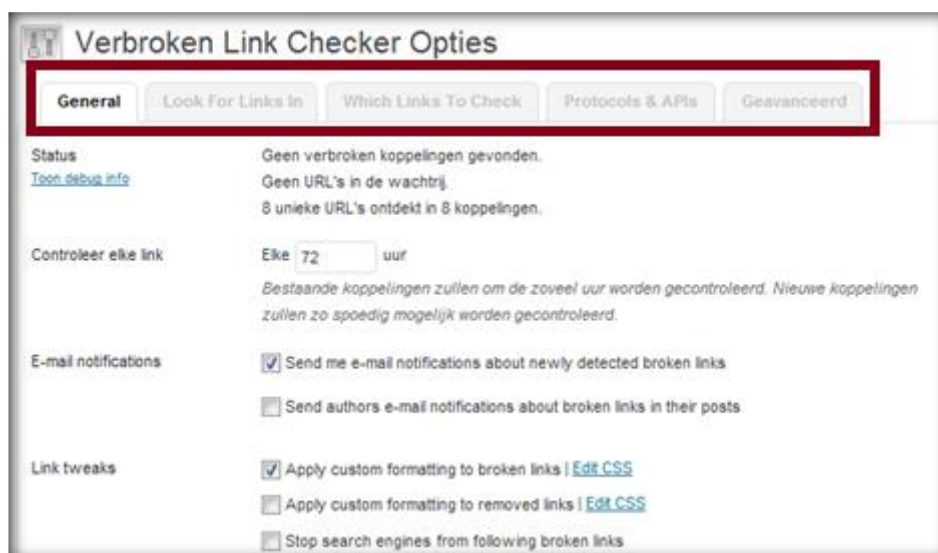 Verbroken Link Checker Opties
General Look For Links In Which Links To Check Protocols & APIs Geavanceerd
Status Geen verbroken koppelingen gevonden.
Toon debug info Geen URL's in de wachtrij.
8 unieke URL's ontdekt in 8 koppelingen.
Controleer elke link Elke 72 uur
Bestaande koppelingen zullen om de zoveel uur worden gecontroleerd. Nieuwe koppelingen
zullen zo spoedig mogelijk worden gecontroleerd.
E-mail notifications Send me e-mail notifications about newly detected broken links
Send authors e-mail notifications about broken links in their posts
Link tweaks Apply custom formatting to broken links | Edit CSS
Apply custom formatting to removed links | Edit CSS
Stop search engines from following broken links